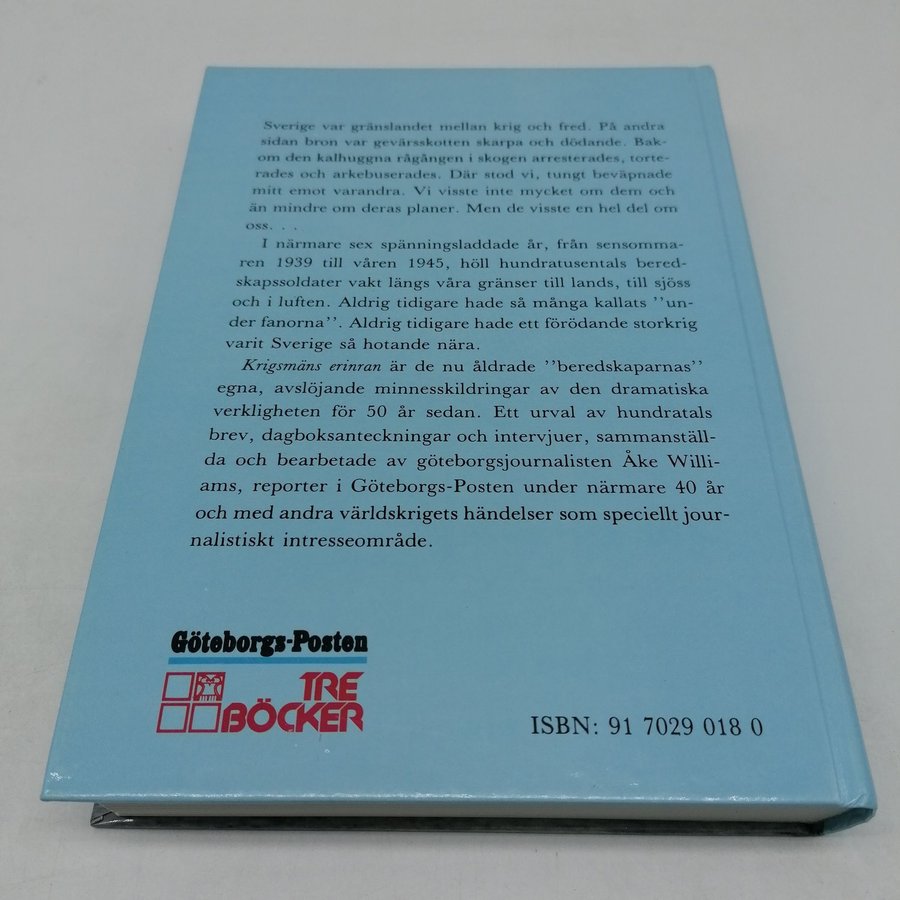 Sverige var gränslandet mellan krig och fred. På andra
sidan bron var gevärsskotten skarpa och dödande. Bak-
om den kalhuggna rågången i skogen arresterades, torte-
rades och arkebuserades. Där stod vi, tungt beväpnade
mitt emot varandra. Vi visste inte mycket om dem och
än mindre om deras planer. Men de visste en hel del om
oss. . .
I närmare sex spänningsladdade år, från sensomma-
ren 1939 till våren 1945, höll hundratusentals bered-
skapssoldater vakt längs våra gränser till lands, till sjöss
och i luften. Aldrig tidigare hade så många kallats ''un-
der fanorna''. Aldrig tidigare hade ett förödande storkrig
varit Sverige så hotande nära.
Krigsmäns erinran är de nu åldrade ''beredskaparnas''
egna, avslöjande minnesskildringar av den dramatiska
verkligheten för 50 år sedan. Ett urval av hundratals
brev, dagboksanteckningar och intervjuer, sammanställ-
da och bearbetade av göteborgsjournalisten Åke Willi-
ams, reporter i Göteborgs-Posten under närmare 40 år
och med andra världskrigets händelser som speciellt jour-
nalistiskt intresseområde.
Göteborgs-Posten
TRE
BÖCKER
ISBN: 91 7029 018 0